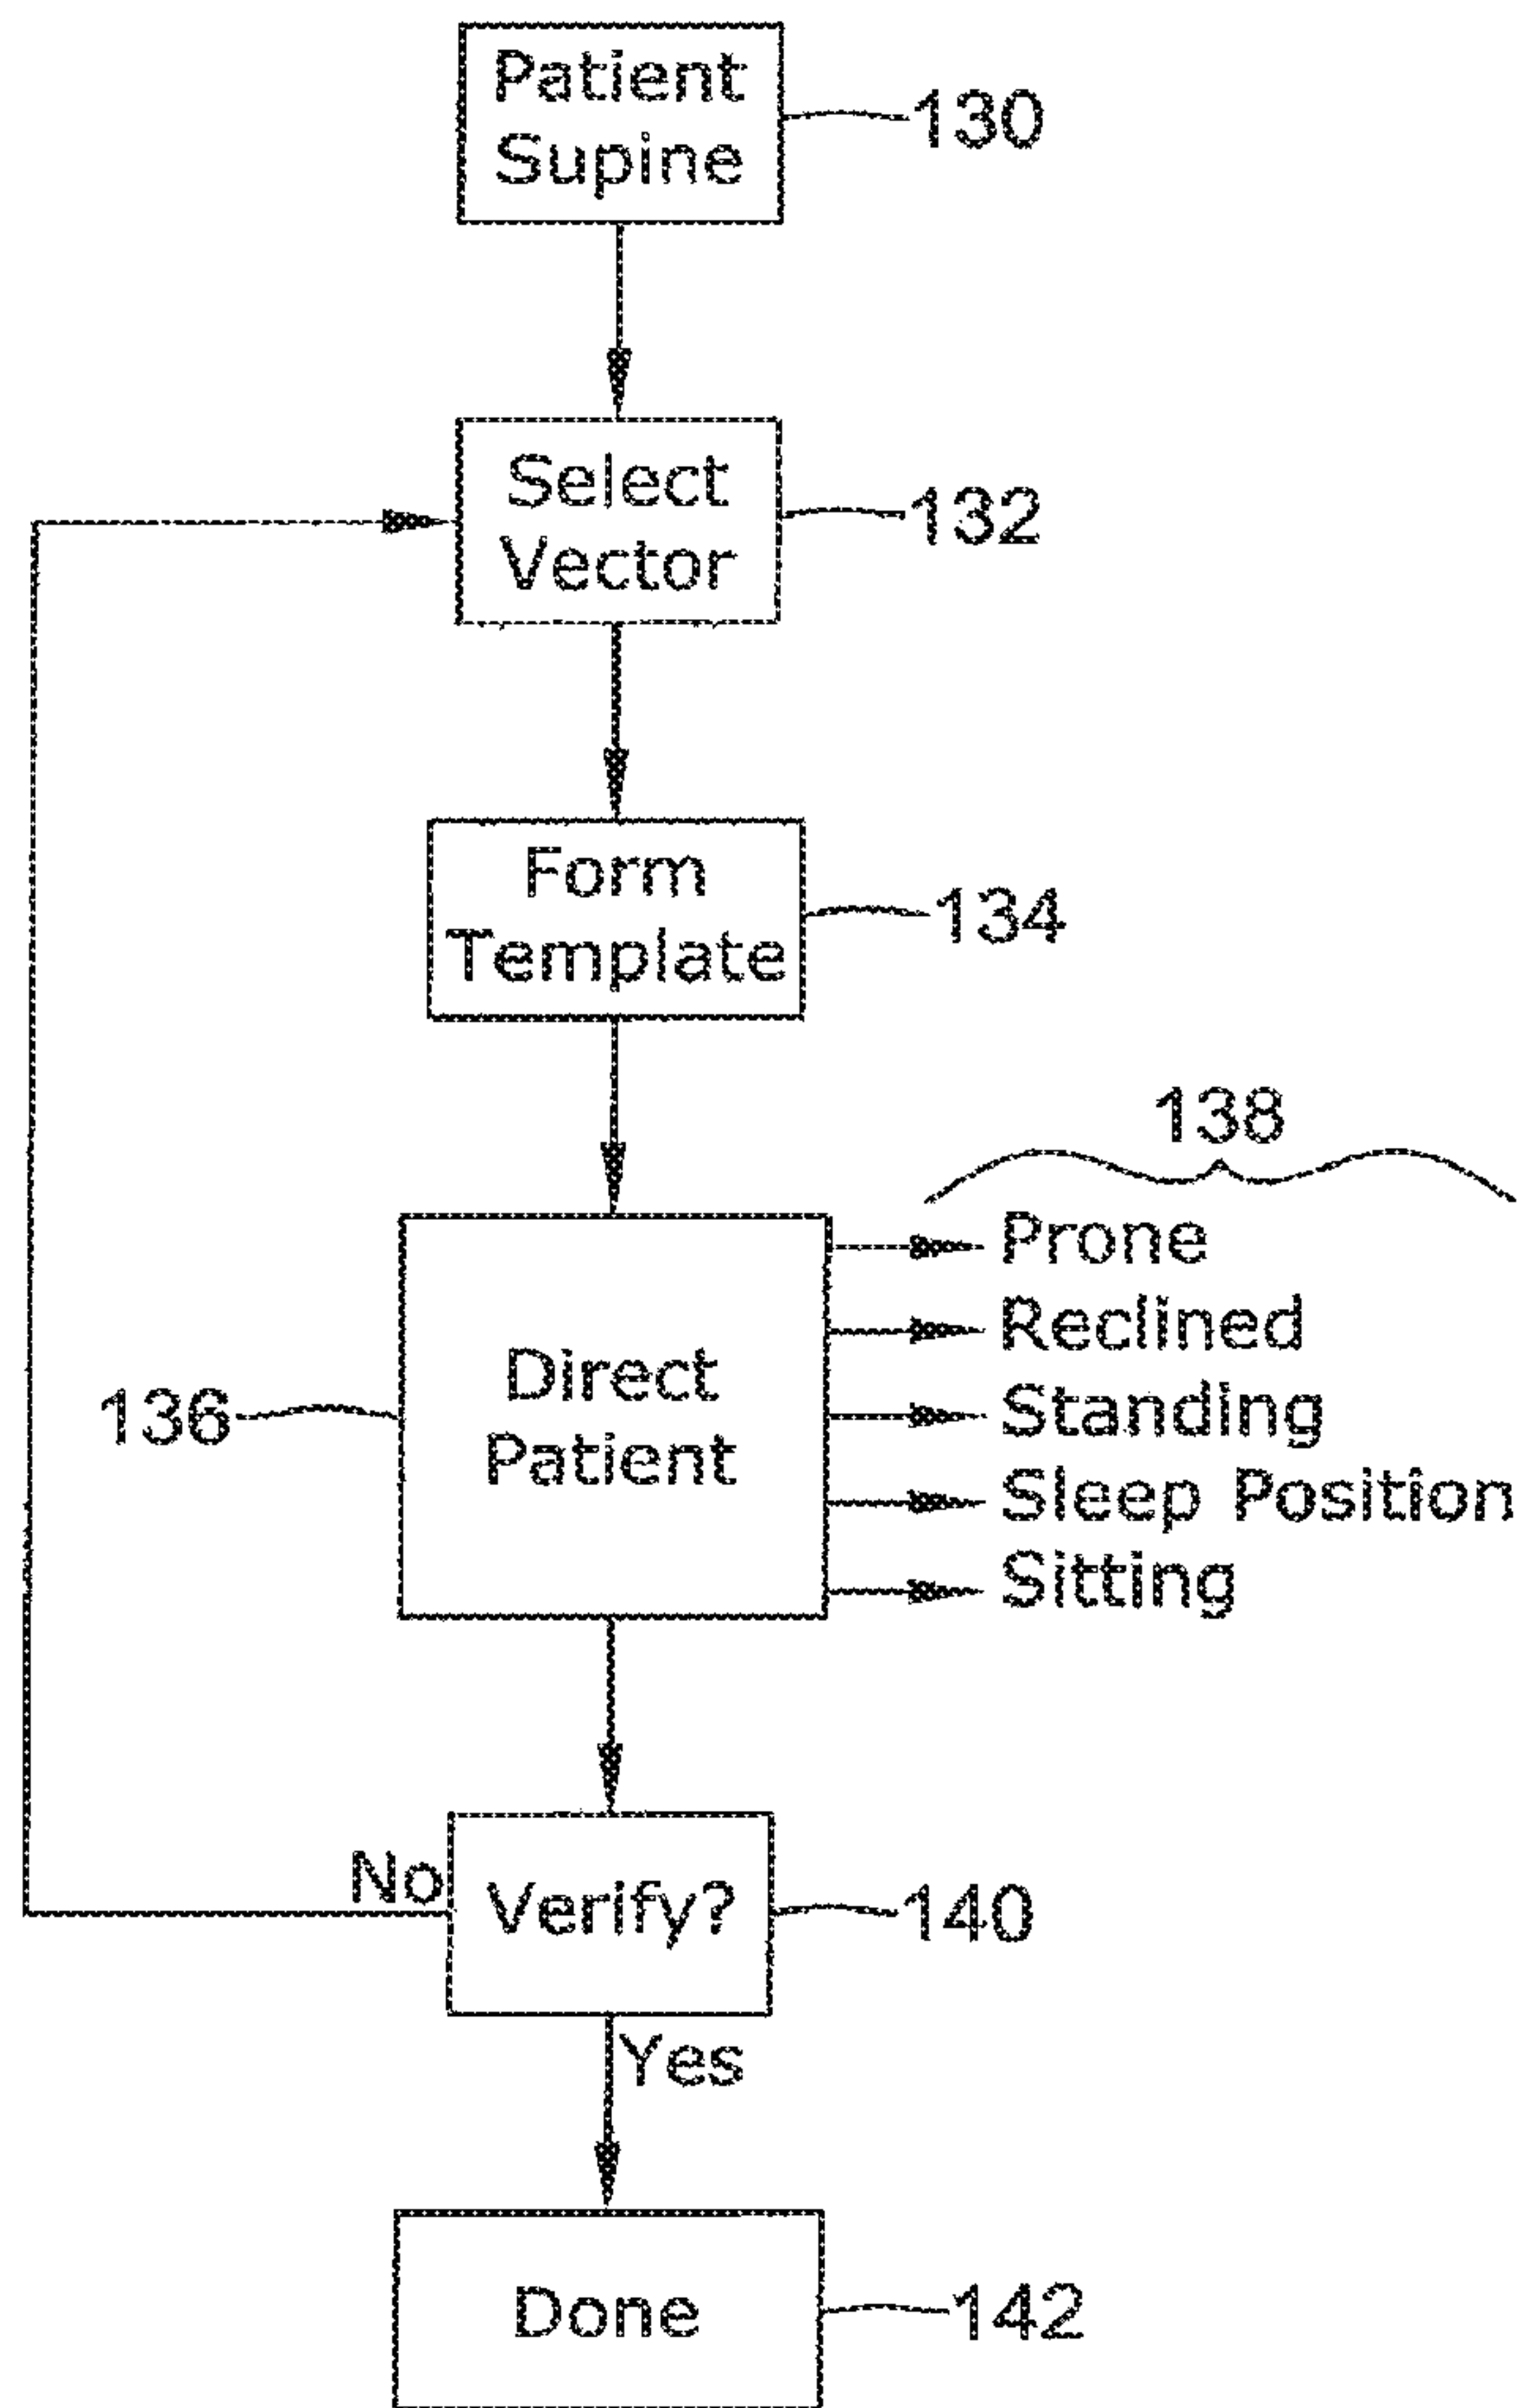 Patient
Supine
130
Select
Vector
132
Form
Template
134
138
Prone
Reclined
Standing
Sleep Position
Sitting
136
Direct
Patient
No
Verify?
140
Yes
Done
142